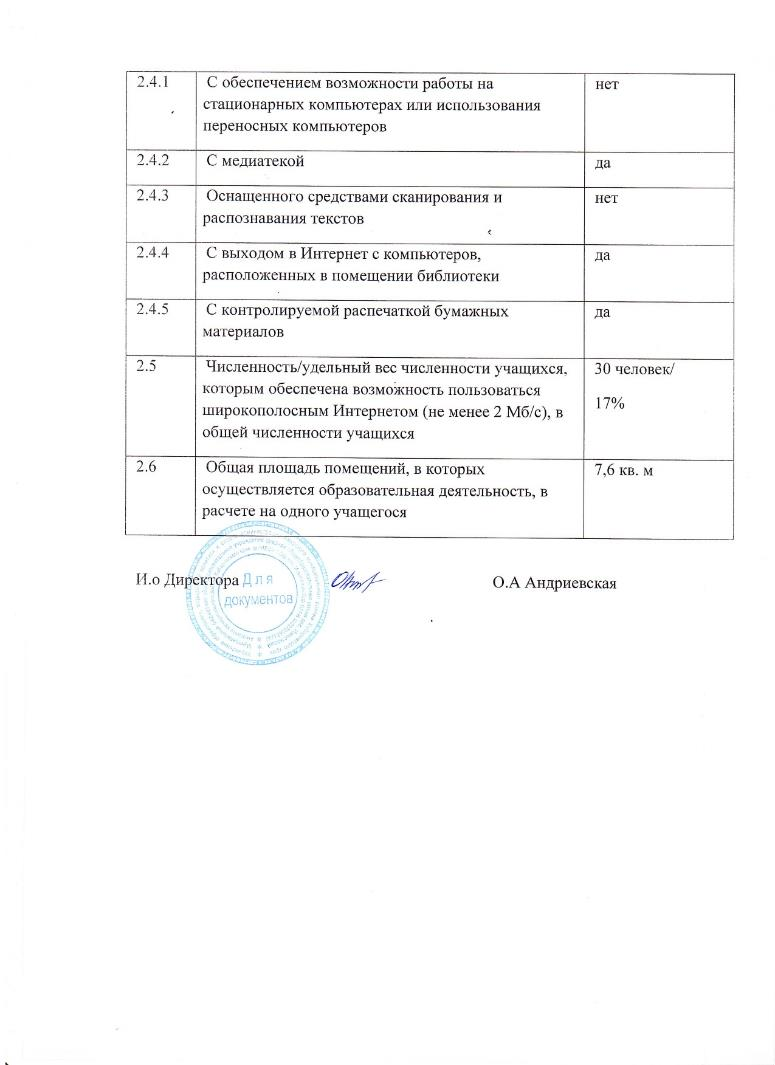 2.4.1
С обеспечением возможности работы на
стационарных компьютерах или использования
переносных компьютеров
нет
2.4.2
С медиатекой
да
2.4.3
Оснащенного средствами сканирования и
распознавания текстов
нет
2.4.4
С выходом в Интернет с компьютеров,
расположенных в помещении библиотеки
да
2.4.5
С контролируемой распечаткой бумажных
материалов
да
2.5
Численность/удельный вес численности учащихся,
которым обеспечена возможность пользоваться
широкополосным Интернетом (не менее 2 Мб/с), в
общей численности учащихся
30 человек/
17%
2.6
Общая площадь помещений, в которых
осуществляется образовательная деятельность, в
расчете на одного учащегося
7,6 кв. м
И.о Директора
Для
документов
О.А Андриевская